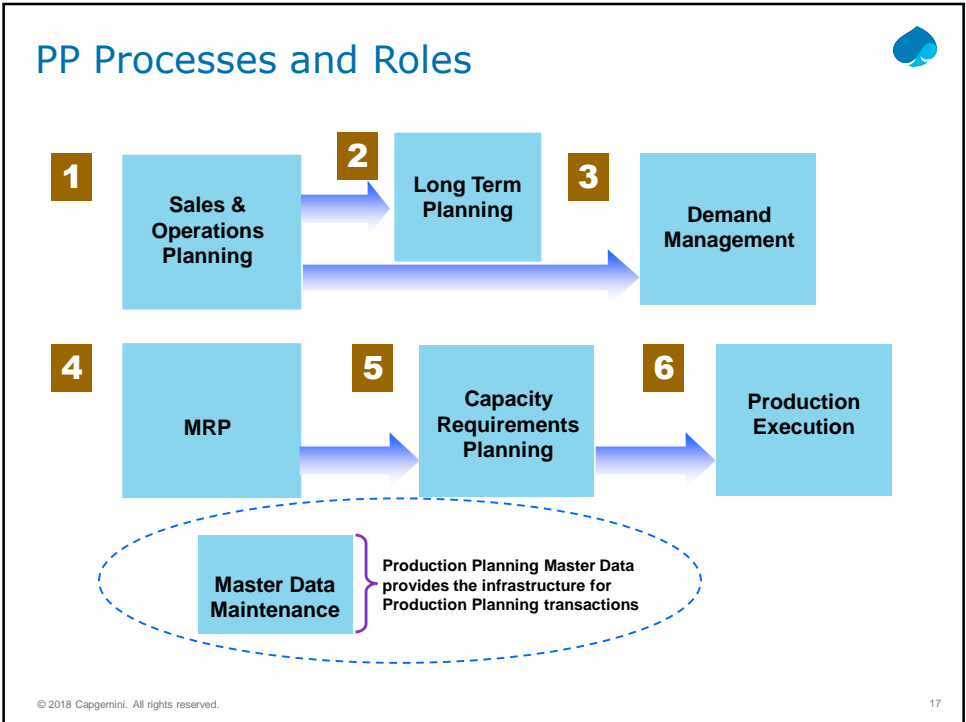 PP Processes and Roles
1
Sales &
Operations
Planning
2
Long Term
Planning
3
Demand
Management
4
MRP
5
Capacity
Requirements
Planning
6
Production
Execution
Master Data
Maintenance
Production Planning Master Data
provides the infrastructure for
Production Planning transactions
© 2018 Capgemini. All rights reserved.
17